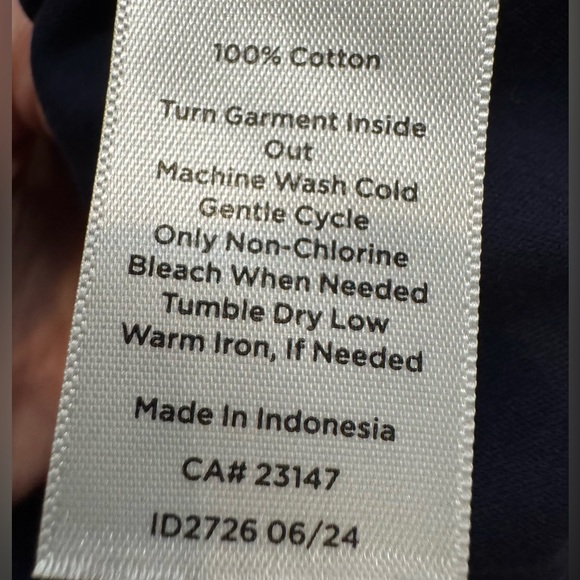 100% Cotton
Turn Garment Inside
Out
Machine Wash Cold
Gentle Cycle
Only Non-Chlorine
Bleach When Needed
Tumble Dry Low
Warm Iron, If Needed
Made In Indonesia
CA# 23147
ID2726 06/24